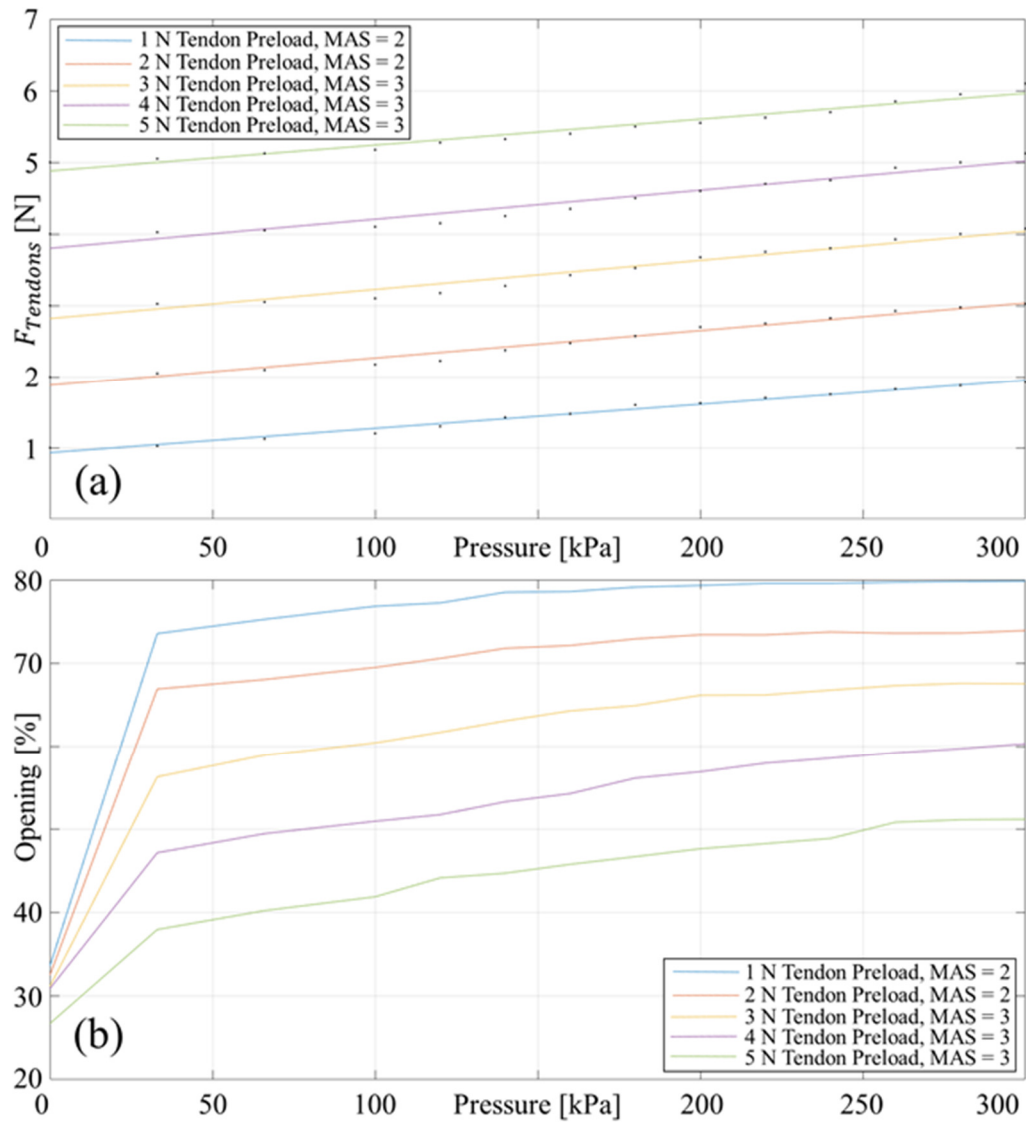 7
1 N Tendon Preload, MAS = 2
2 N Tendon Preload, MAS = 2
3 N Tendon Preload, MAS = 3
4 N Tendon Preload, MAS = 3
5 N Tendon Preload, MAS = 3
6
5
F_Tendons [N]
2
1
(a)
0 50 100 Pressure [kPa] 200 250 300
80
70
Opening [%]
40
30
20
(b)
1 N Tendon Preload, MAS = 2
2 N Tendon Preload, MAS = 2
3 N Tendon Preload, MAS = 3
4 N Tendon Preload, MAS = 3
5 N Tendon Preload, MAS = 3
0 50 100 Pressure [kPa] 200 250 300